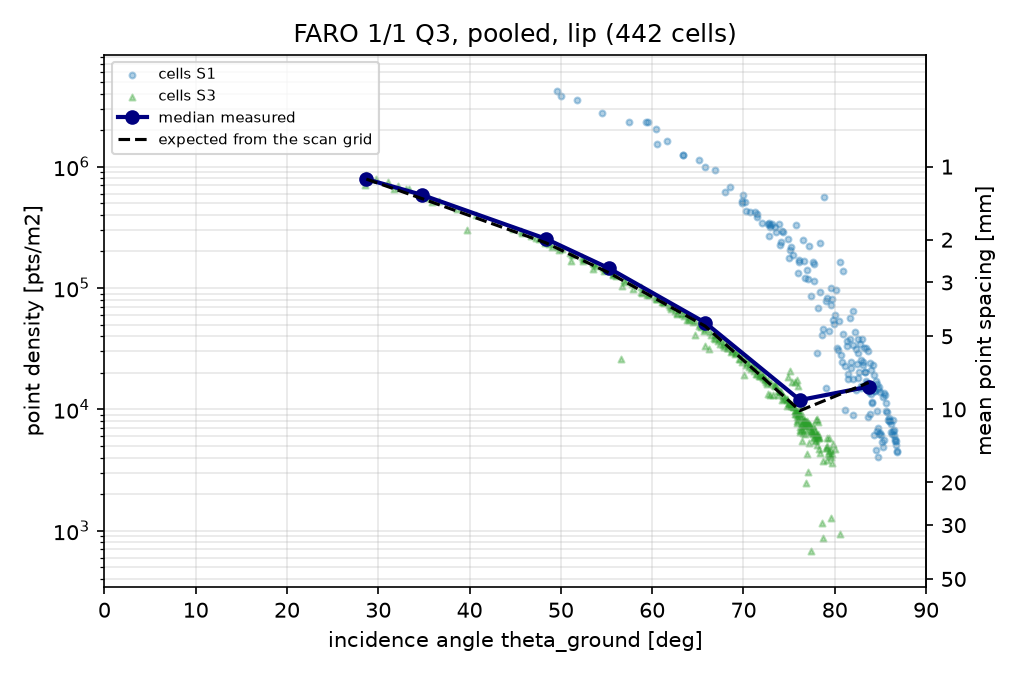 FARO 1/1 Q3, pooled, lip (442 cells)
cells S1
cells S3
median measured
expected from the scan grid
point density [pts/m2]
10^6
10^5
10^4
10^3
0 10 20 30 40 50 60 70 80 90
incidence angle theta_ground [deg]
1
2
3
5
10
20
30
50
mean point spacing [mm]